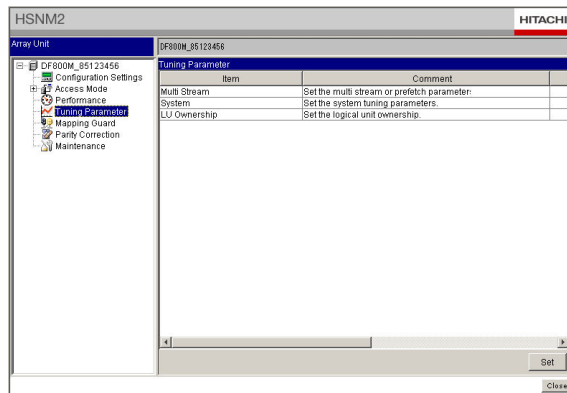 HSNM2
HITACHI
Array Unit
DF800M_85123456
DF800M_85123456
Configuration Settings
Access Mode
Performance
Tuning Parameter
Mapping Guard
Parity Correction
Maintenance
Tuning Parameter
Item Comment
Multi Stream Set the multi stream or prefetch parameter
System Set the system tuning parameters.
LU Ownership Set the logical unit ownership.
Set
Close